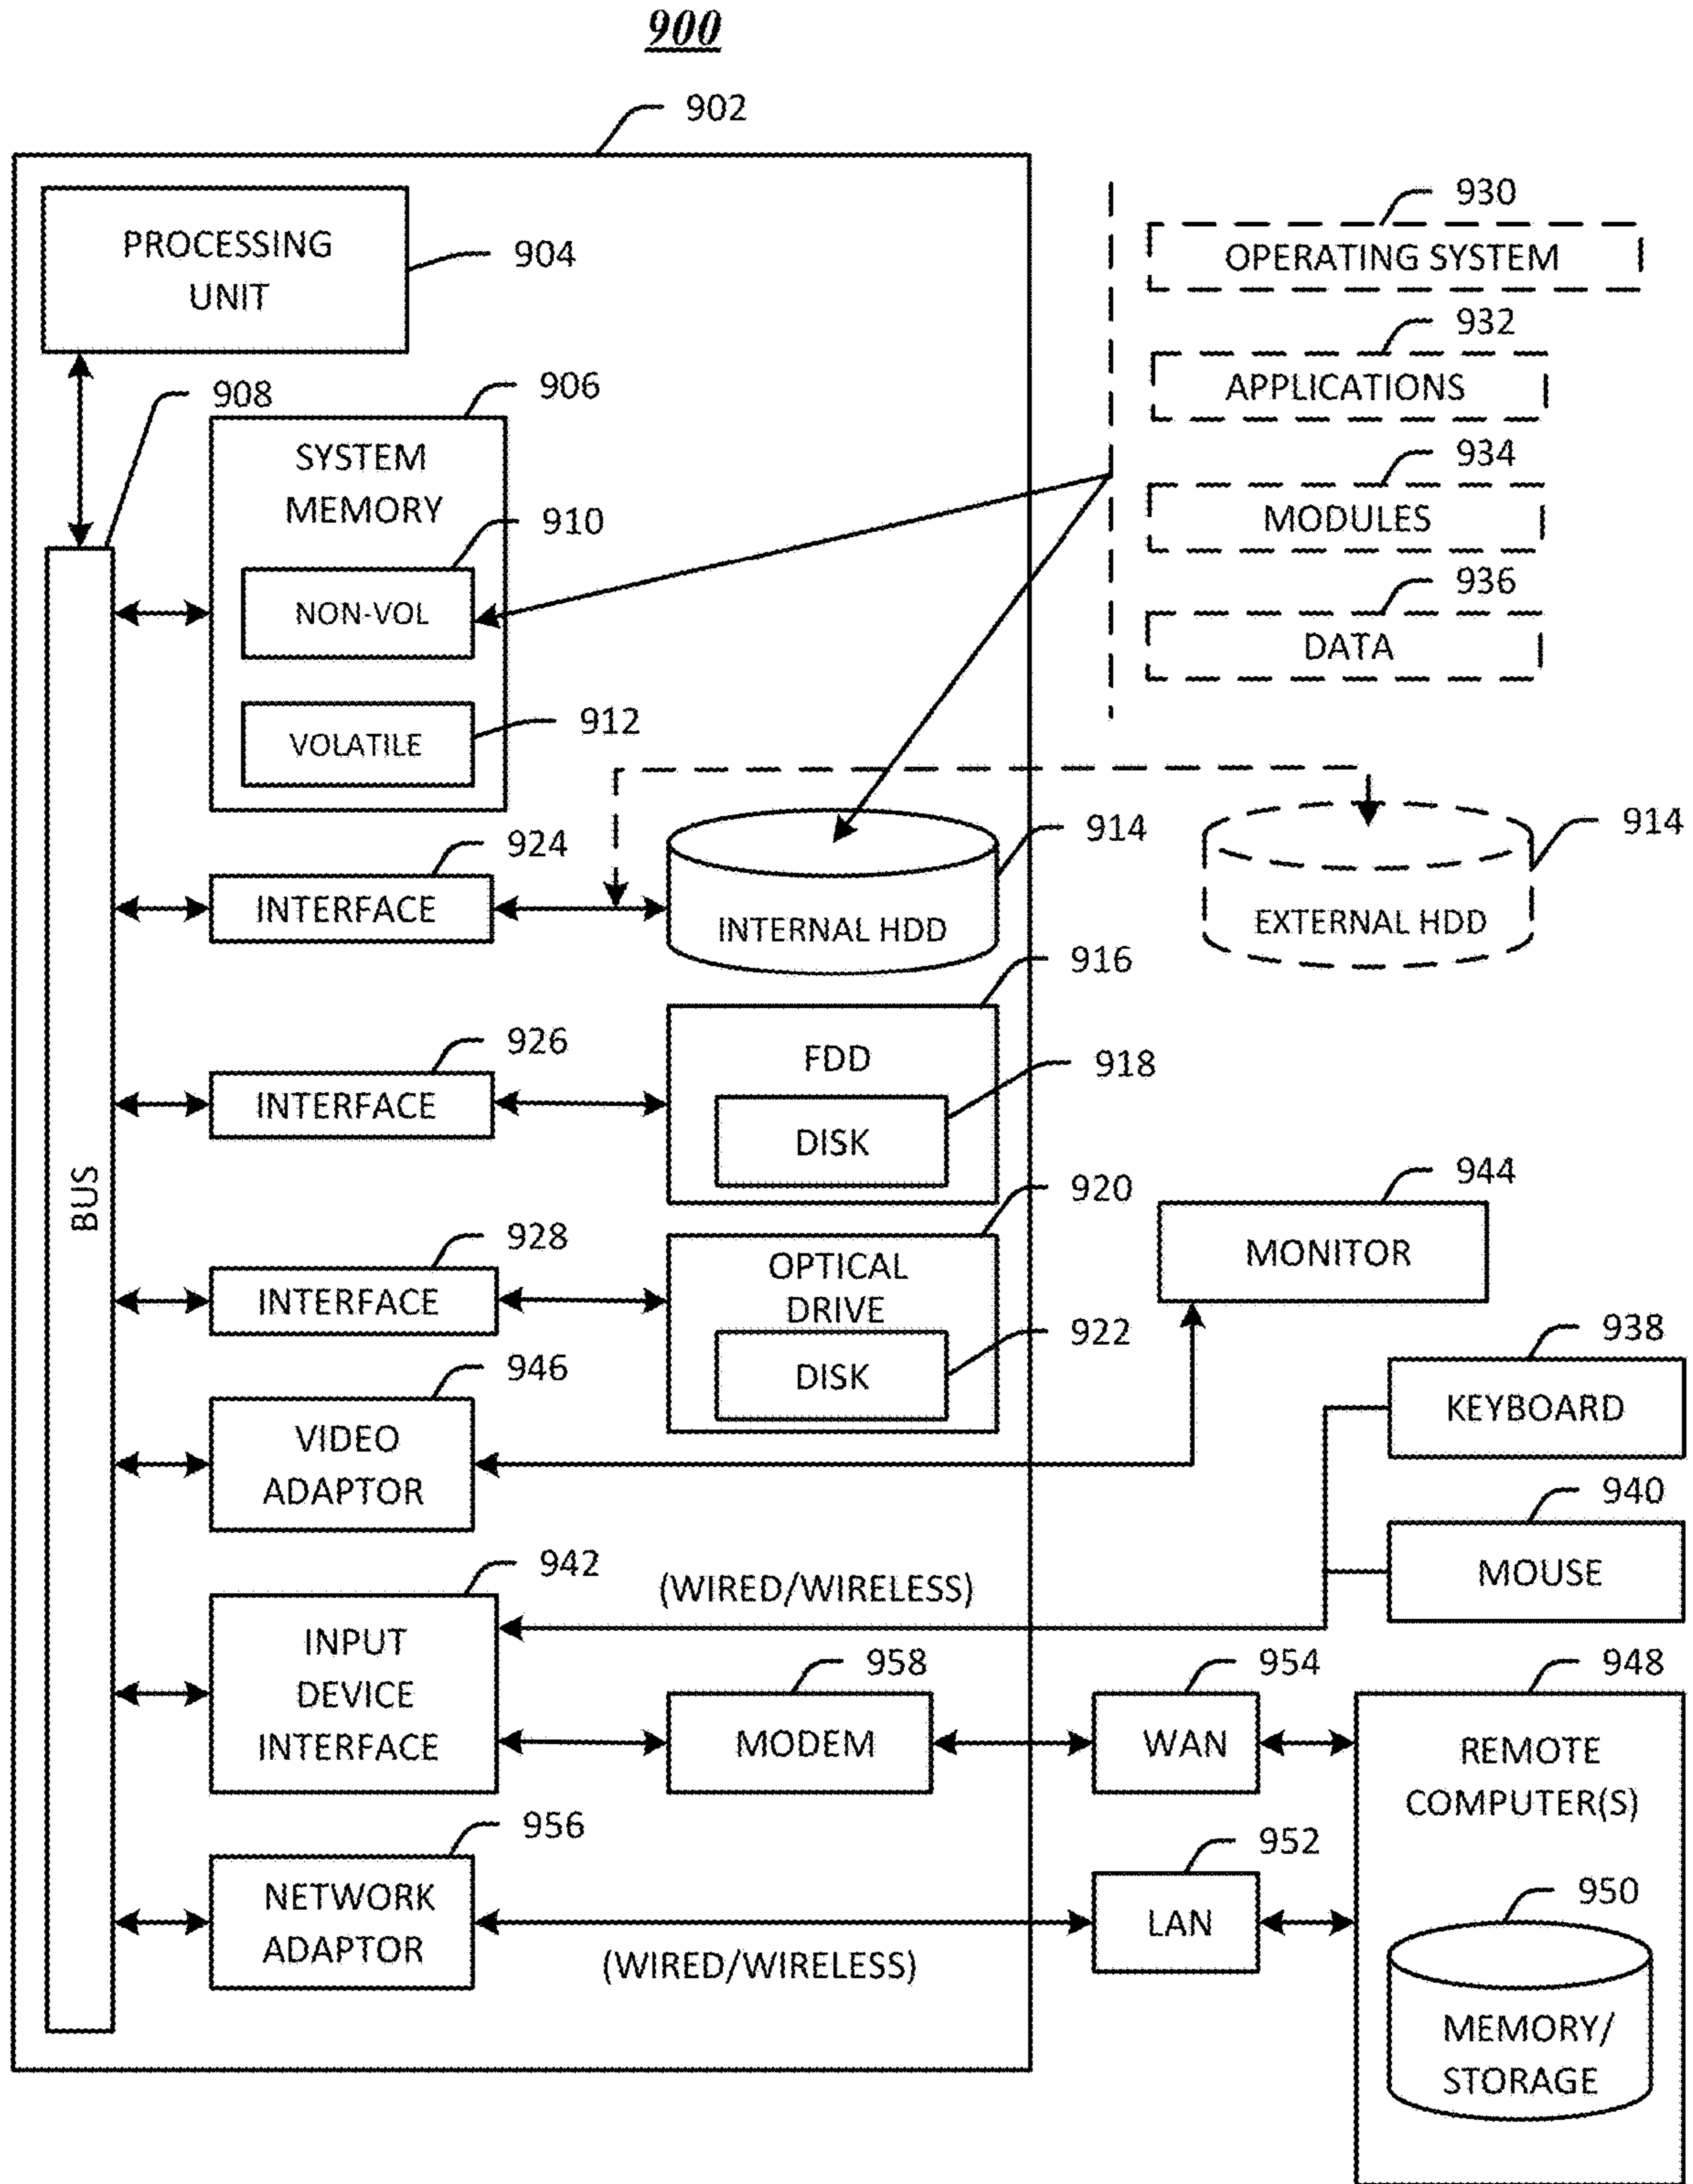 900
902
PROCESSING
UNIT
904
930
OPERATING SYSTEM
932
APPLICATIONS
934
MODULES
936
DATA
908
906
SYSTEM
MEMORY
910
NON-VOL
912
VOLATILE
924
INTERFACE
914
INTERNAL HDD
914
EXTERNAL HDD
916
FDD
918
DISK
926
INTERFACE
BUS
920
OPTICAL
DRIVE
922
DISK
928
INTERFACE
944
MONITOR
946
VIDEO
ADAPTOR
938
KEYBOARD
940
MOUSE
942
INPUT
DEVICE
INTERFACE
(WIRED/WIRELESS)
958
MODEM
954
WAN
948
REMOTE
COMPUTER(S)
956
NETWORK
ADAPTOR
(WIRED/WIRELESS)
952
LAN
950
MEMORY/
STORAGE